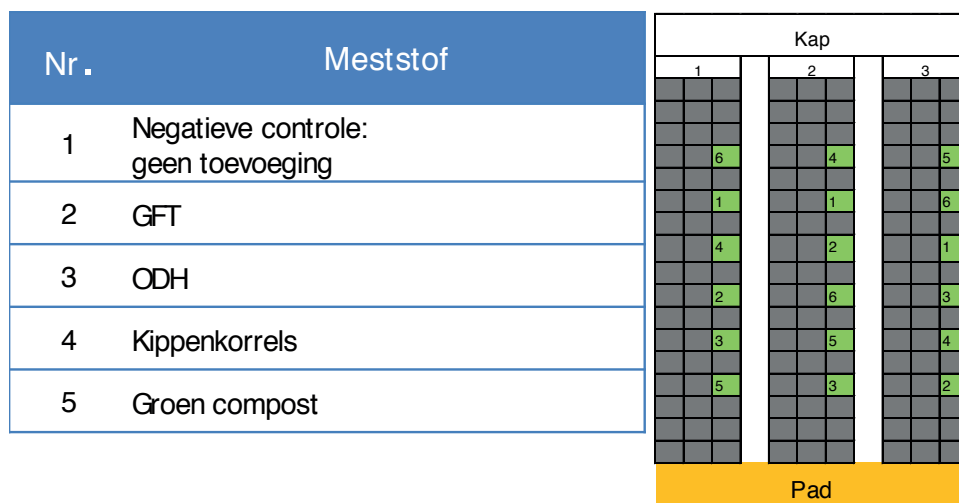 Nr. Meststof
1 Negatieve controle:
geen toevoeging
2 GFT
3 ODH
4 Kippenkorrels
5 Groen compost
Kap
1 2 3
6 4 5
1 1 6
4 2 1
2 6 3
3 5 4
5 3 2
Pad